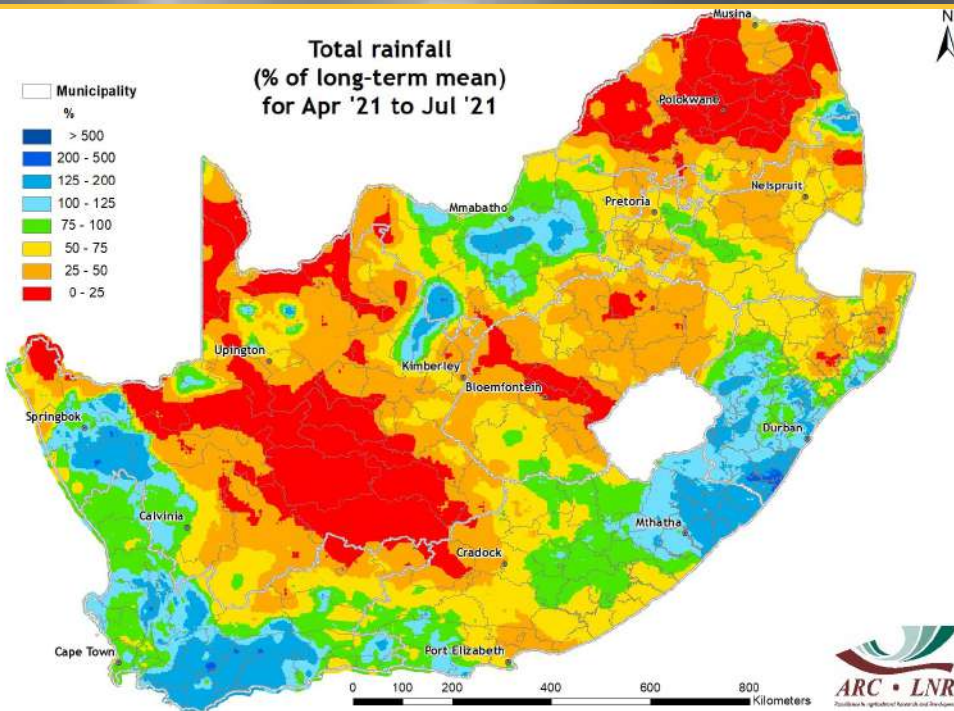 Total rainfall
(% of long-term mean)
for Apr '21 to Jul '21
N
Municipality
%
> 500
200 - 500
125 - 200
100 - 125
75 - 100
50 - 75
25 - 50
0 - 25
Musina
Polokwane
Nelspruit
Pretoria
Mmabatho
Upington
Kimberley
Bloemfontein
Springbok
Durban
Calvinia
Mthatha
Cradock
Cape Town
Port Elizabeth
0 100 200 400 600 800
Kilometers
ARC • LNR